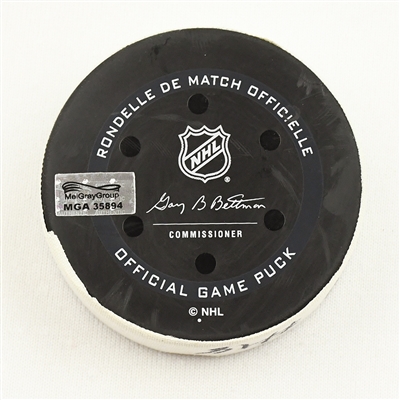 RONDELLE DE MATCH OFFICIELLE
NHL
®
MeiGrayGroup
MGA 35894
Gary B Bettman
COMMISSIONER
OFFICIAL GAME PUCK
© NHL